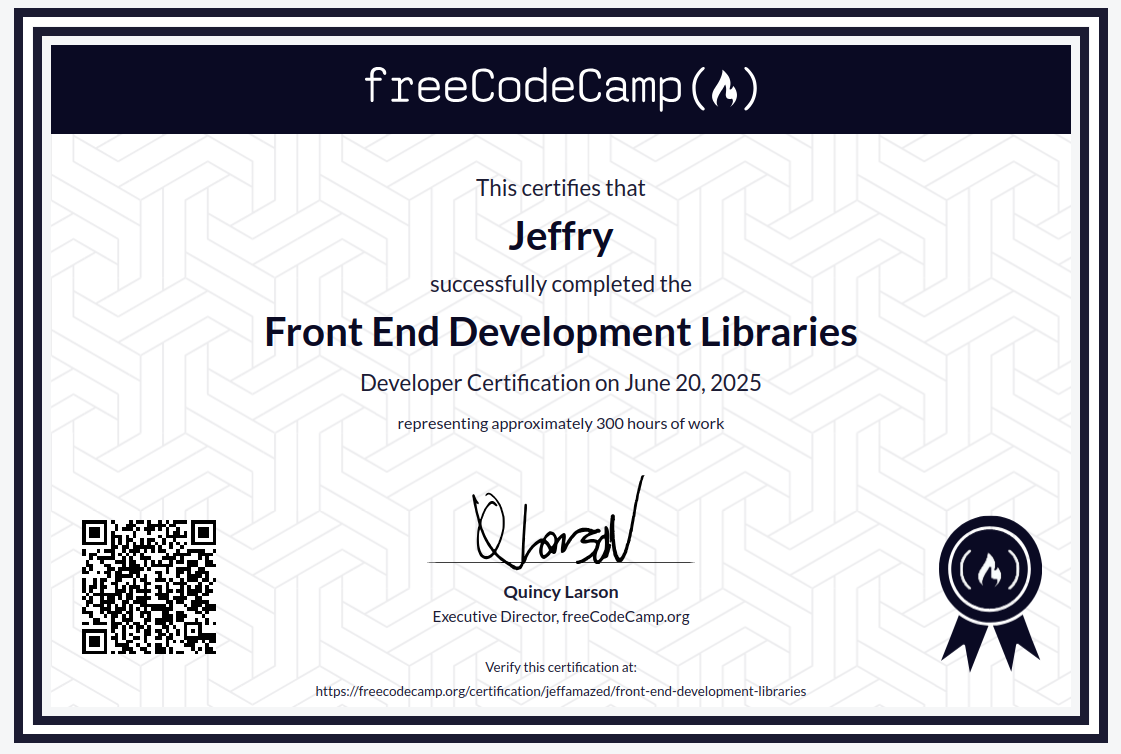 freeCodeCamp(🔥)
This certifies that
Jeffry
successfully completed the
Front End Development Libraries
Developer Certification on June 20, 2025
representing approximately 300 hours of work
Q Larson
Quincy Larson
Executive Director, freeCodeCamp.org
Verify this certification at:
https://freecodecamp.org/certification/jeffamazed/front-end-development-libraries